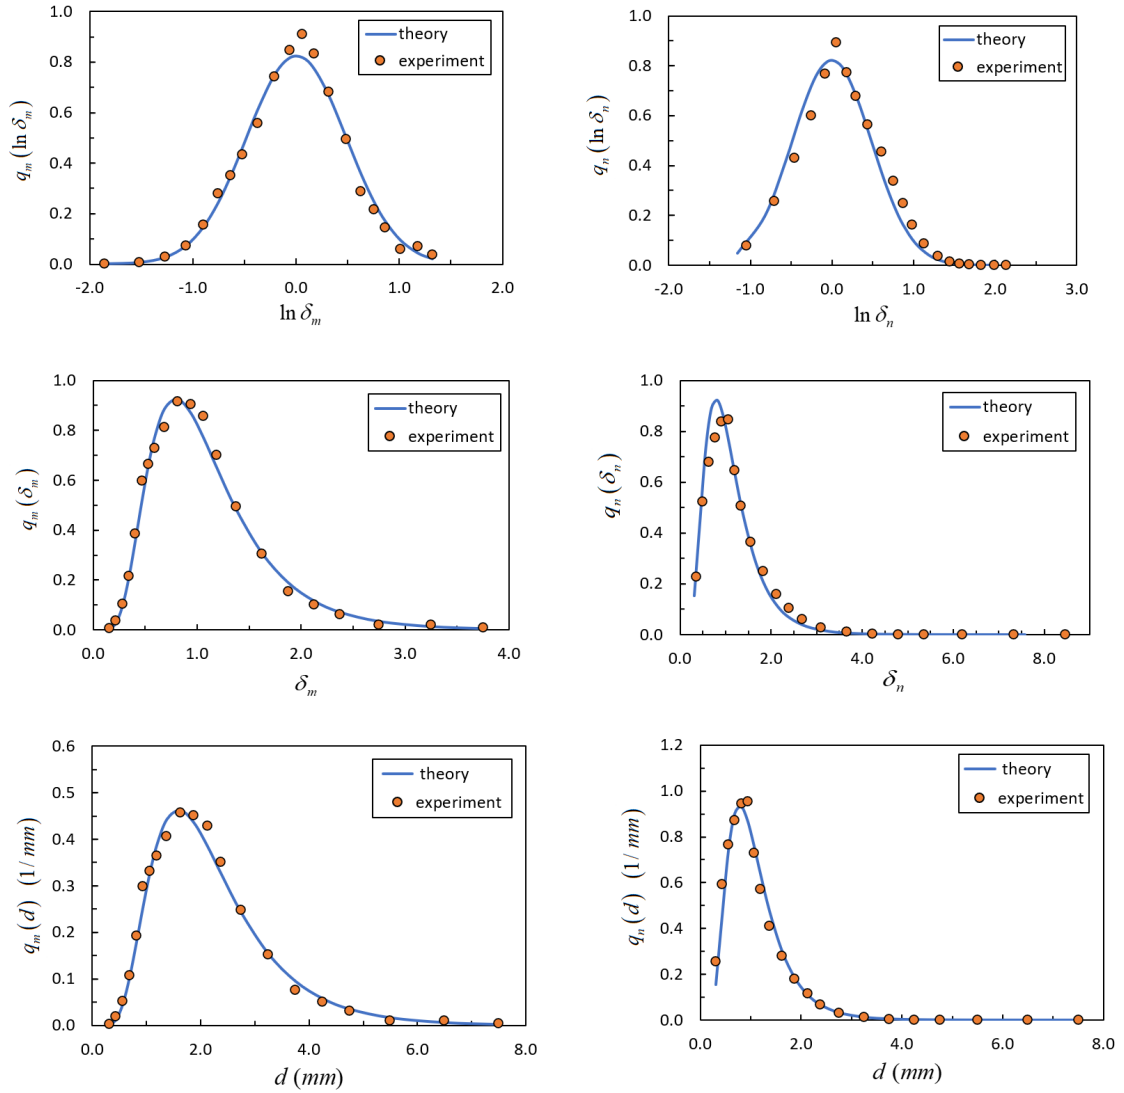 1.0
0.8
0.6
0.4
0.2
0.0
-2.0 -1.0 0.0 1.0 2.0
q_m (ln δ_m)
ln δ_m
theory
experiment
1.0
0.8
0.6
0.4
0.2
0.0
-2.0 -1.0 0.0 1.0 2.0 3.0
q_n (ln δ_n)
ln δ_n
theory
experiment
1.0
0.8
0.6
0.4
0.2
0.0
0.0 1.0 2.0 3.0 4.0
q_m (δ_m)
δ_m
theory
experiment
1.0
0.8
0.6
0.4
0.2
0.0
0.0 2.0 4.0 6.0 8.0
q_n (δ_n)
δ_n
theory
experiment
0.6
0.5
0.4
0.3
0.2
0.1
0.0
0.0 2.0 4.0 6.0 8.0
q_m (d) (1/mm)
d (mm)
theory
experiment
1.2
1.0
0.8
0.6
0.4
0.2
0.0
0.0 2.0 4.0 6.0 8.0
q_n (d) (1/mm)
d (mm)
theory
experiment